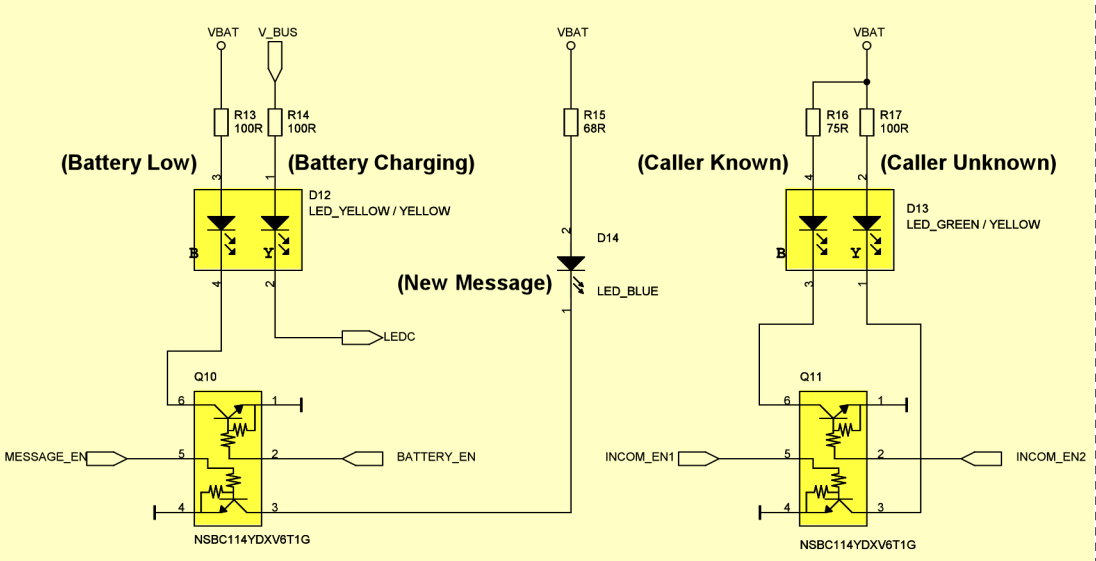 VBAT
V_BUS
VBAT
VBAT
R13
100R
R14
100R
R15
68R
R16
75R
R17
100R
(Battery Low)
(Battery Charging)
(Caller Known)
(Caller Unknown)
3
1
2
4
2
D12
LED_YELLOW / YELLOW
B
Y
4
2
D14
LED_BLUE
(New Message)
1
D13
LED_GREEN / YELLOW
B
Y
3
1
LEDC
Q10
6
1
MESSAGE_EN
5
2
BATTERY_EN
4
3
NSBC114YDXV6T1G
Q11
6
1
INCOM_EN1
5
2
INCOM_EN2
4
3
NSBC114YDXV6T1G